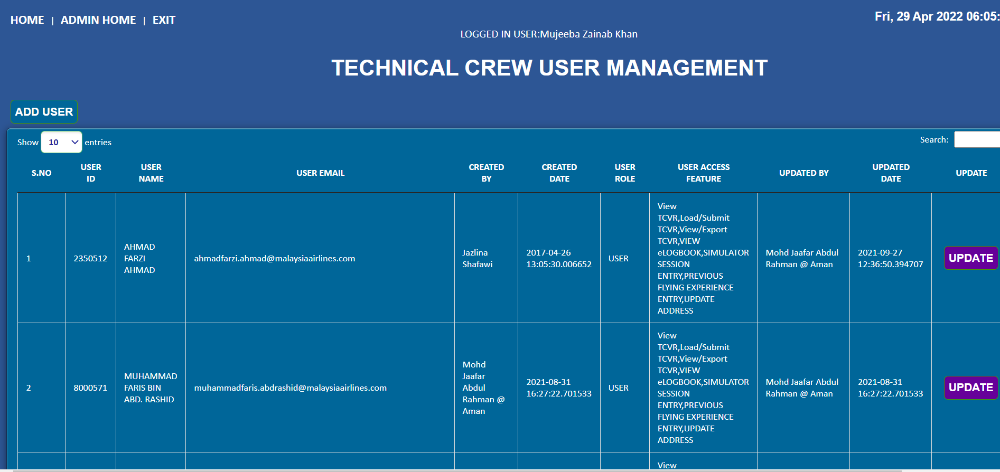 HOME | ADMIN HOME | EXIT
Fri, 29 Apr 2022 06:05:
LOGGED IN USER:Mujeeba Zainab Khan
TECHNICAL CREW USER MANAGEMENT
ADD USER
Show 10 entries
Search:
S.NO
USER
ID
USER
NAME
USER EMAIL
CREATED
BY
CREATED
DATE
USER
ROLE
USER ACCESS
FEATURE
UPDATED BY
UPDATED
DATE
UPDATE
1
2350512
AHMAD
FARZI
AHMAD
ahmadfarzi.ahmad@malaysiaairlines.com
Jazlina
Shafawi
2017-04-26
13:05:30.006652
USER
View
TCVR,Load/Submit
TCVR,View/Export
TCVR,VIEW
eLOGBOOK,SIMULATOR
SESSION
ENTRY,PREVIOUS
FLYING EXPERIENCE
ENTRY,UPDATE
ADDRESS
Mohd Jaafar Abdul
Rahman @ Aman
2021-09-27
12:36:50.394707
UPDATE
2
8000571
MUHAMMAD
FARIS BIN
ABD. RASHID
muhammadfaris.abdrashid@malaysiaairlines.com
Mohd
Jaafar
Abdul
Rahman @
Aman
2021-08-31
16:27:22.701533
USER
View
TCVR,Load/Submit
TCVR,View/Export
TCVR,VIEW
eLOGBOOK,SIMULATOR
SESSION
ENTRY,PREVIOUS
FLYING EXPERIENCE
ENTRY,UPDATE
ADDRESS
Mohd Jaafar Abdul
Rahman @ Aman
2021-08-31
16:27:22.701533
UPDATE
View